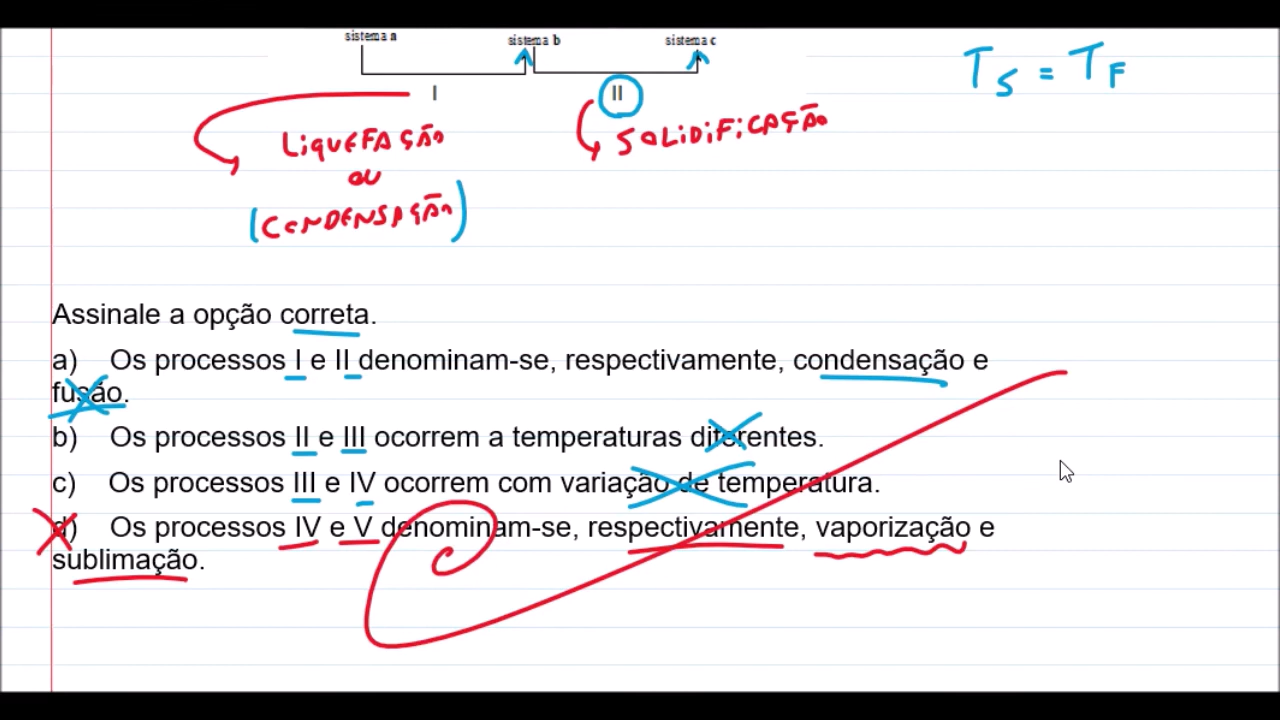 sistema a
sistema b
sistema c
T S = T F
I
II
LIQUEFAÇÃO
SOLIDIFICAÇÃO
OU
(CONDENSAÇÃO)
Assinale a opção correta.
a) Os processos I e II denominam-se, respectivamente, condensação e
fusão.
b) Os processos II e III ocorrem a temperaturas diferentes.
c) Os processos III e IV ocorrem com variação de temperatura.
d) Os processos IV e V denominam-se, respectivamente, vaporização e
sublimação.